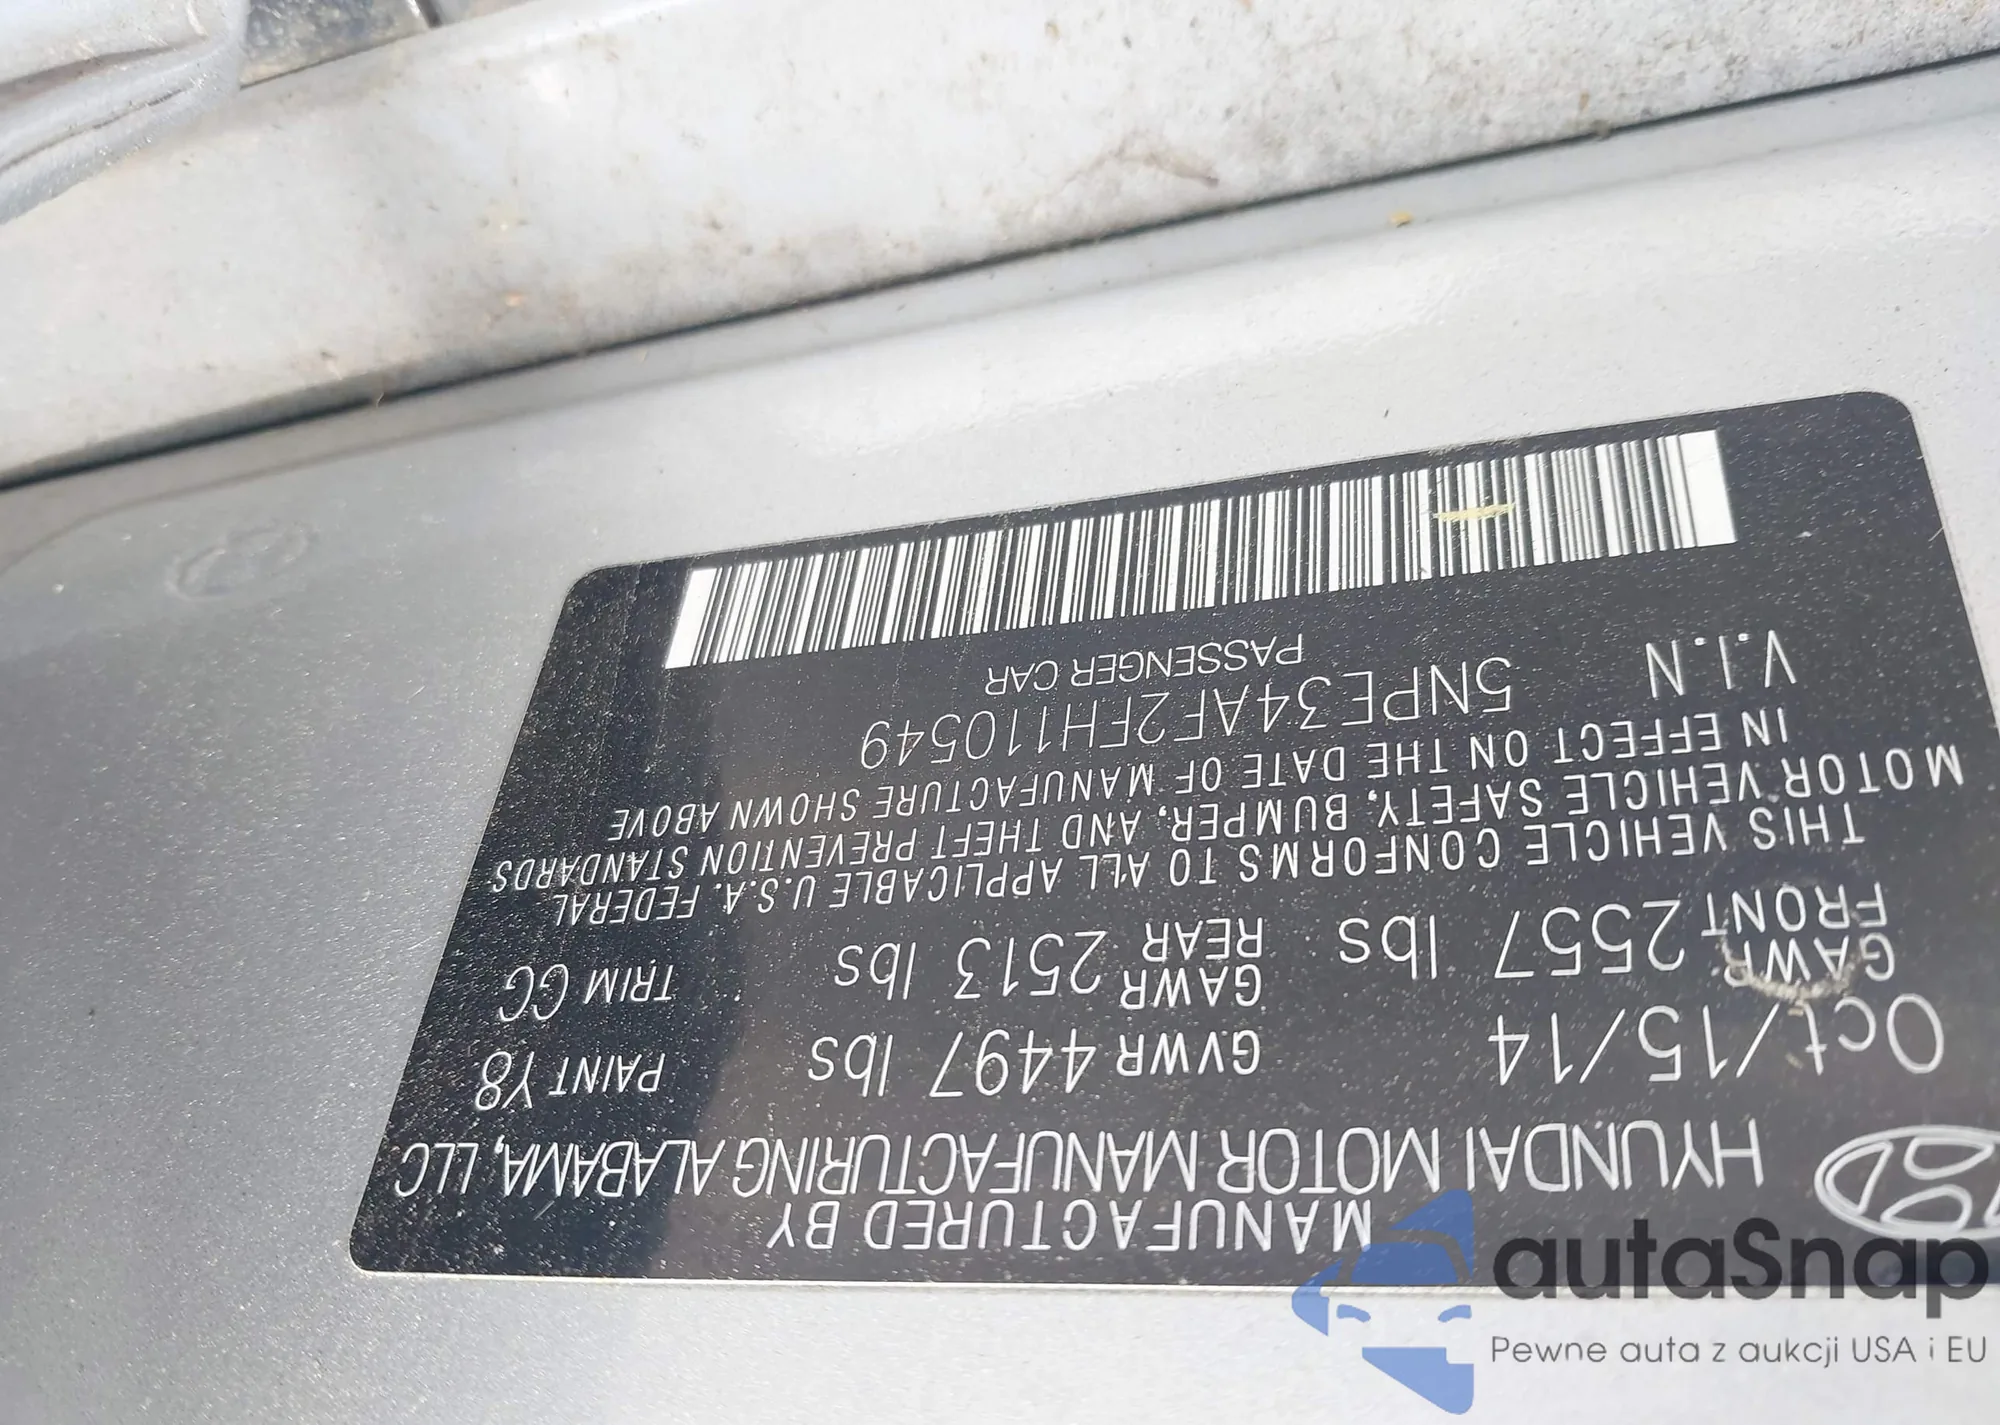 MANUFACTURED BY
HYUNDAI MOTOR MANUFACTURING ALABAMA, LLC
Oct/15/14 GVWR 4497 lbs PAINT Y8
GAWR FRONT 2557 lbs GAWR REAR 2513 lbs TRIM GC
THIS VEHICLE CONFORMS TO ALL APPLICABLE U.S.A. FEDERAL
MOTOR VEHICLE SAFETY, BUMPER, AND THEFT PREVENTION STANDARDS
IN EFFECT ON THE DATE OF MANUFACTURE SHOWN ABOVE
V.I.N 5NPE34AF2FH110549
PASSENGER CAR
autaSnap
Pewne auta z aukcji USA i EU